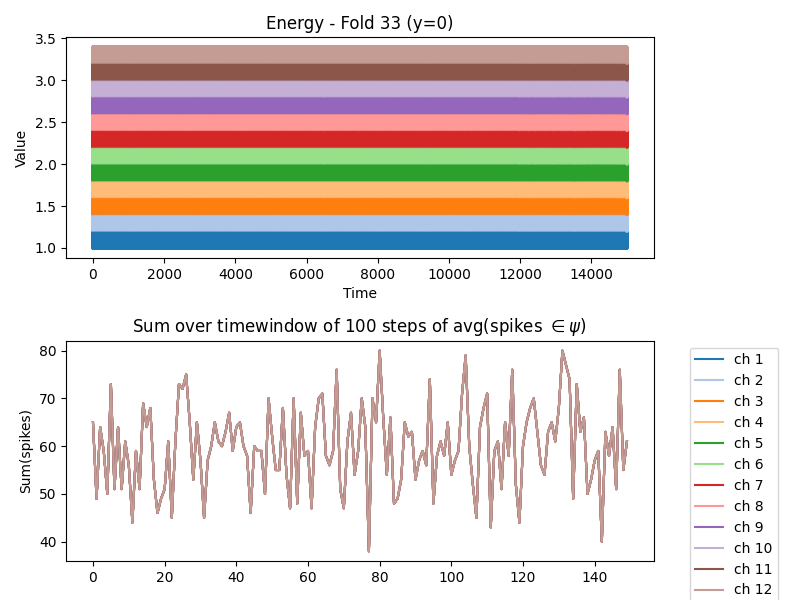 Energy - Fold 33 (y=0)
3.5
3.0
2.5
2.0
1.5
1.0
Value
0 2000 4000 6000 8000 10000 12000 14000
Time
Sum over timewindow of 100 steps of avg(spikes ∈ ψ)
80
70
60
50
40
Sum(spikes)
0 20 40 60 80 100 120 140
ch 1
ch 2
ch 3
ch 4
ch 5
ch 6
ch 7
ch 8
ch 9
ch 10
ch 11
ch 12